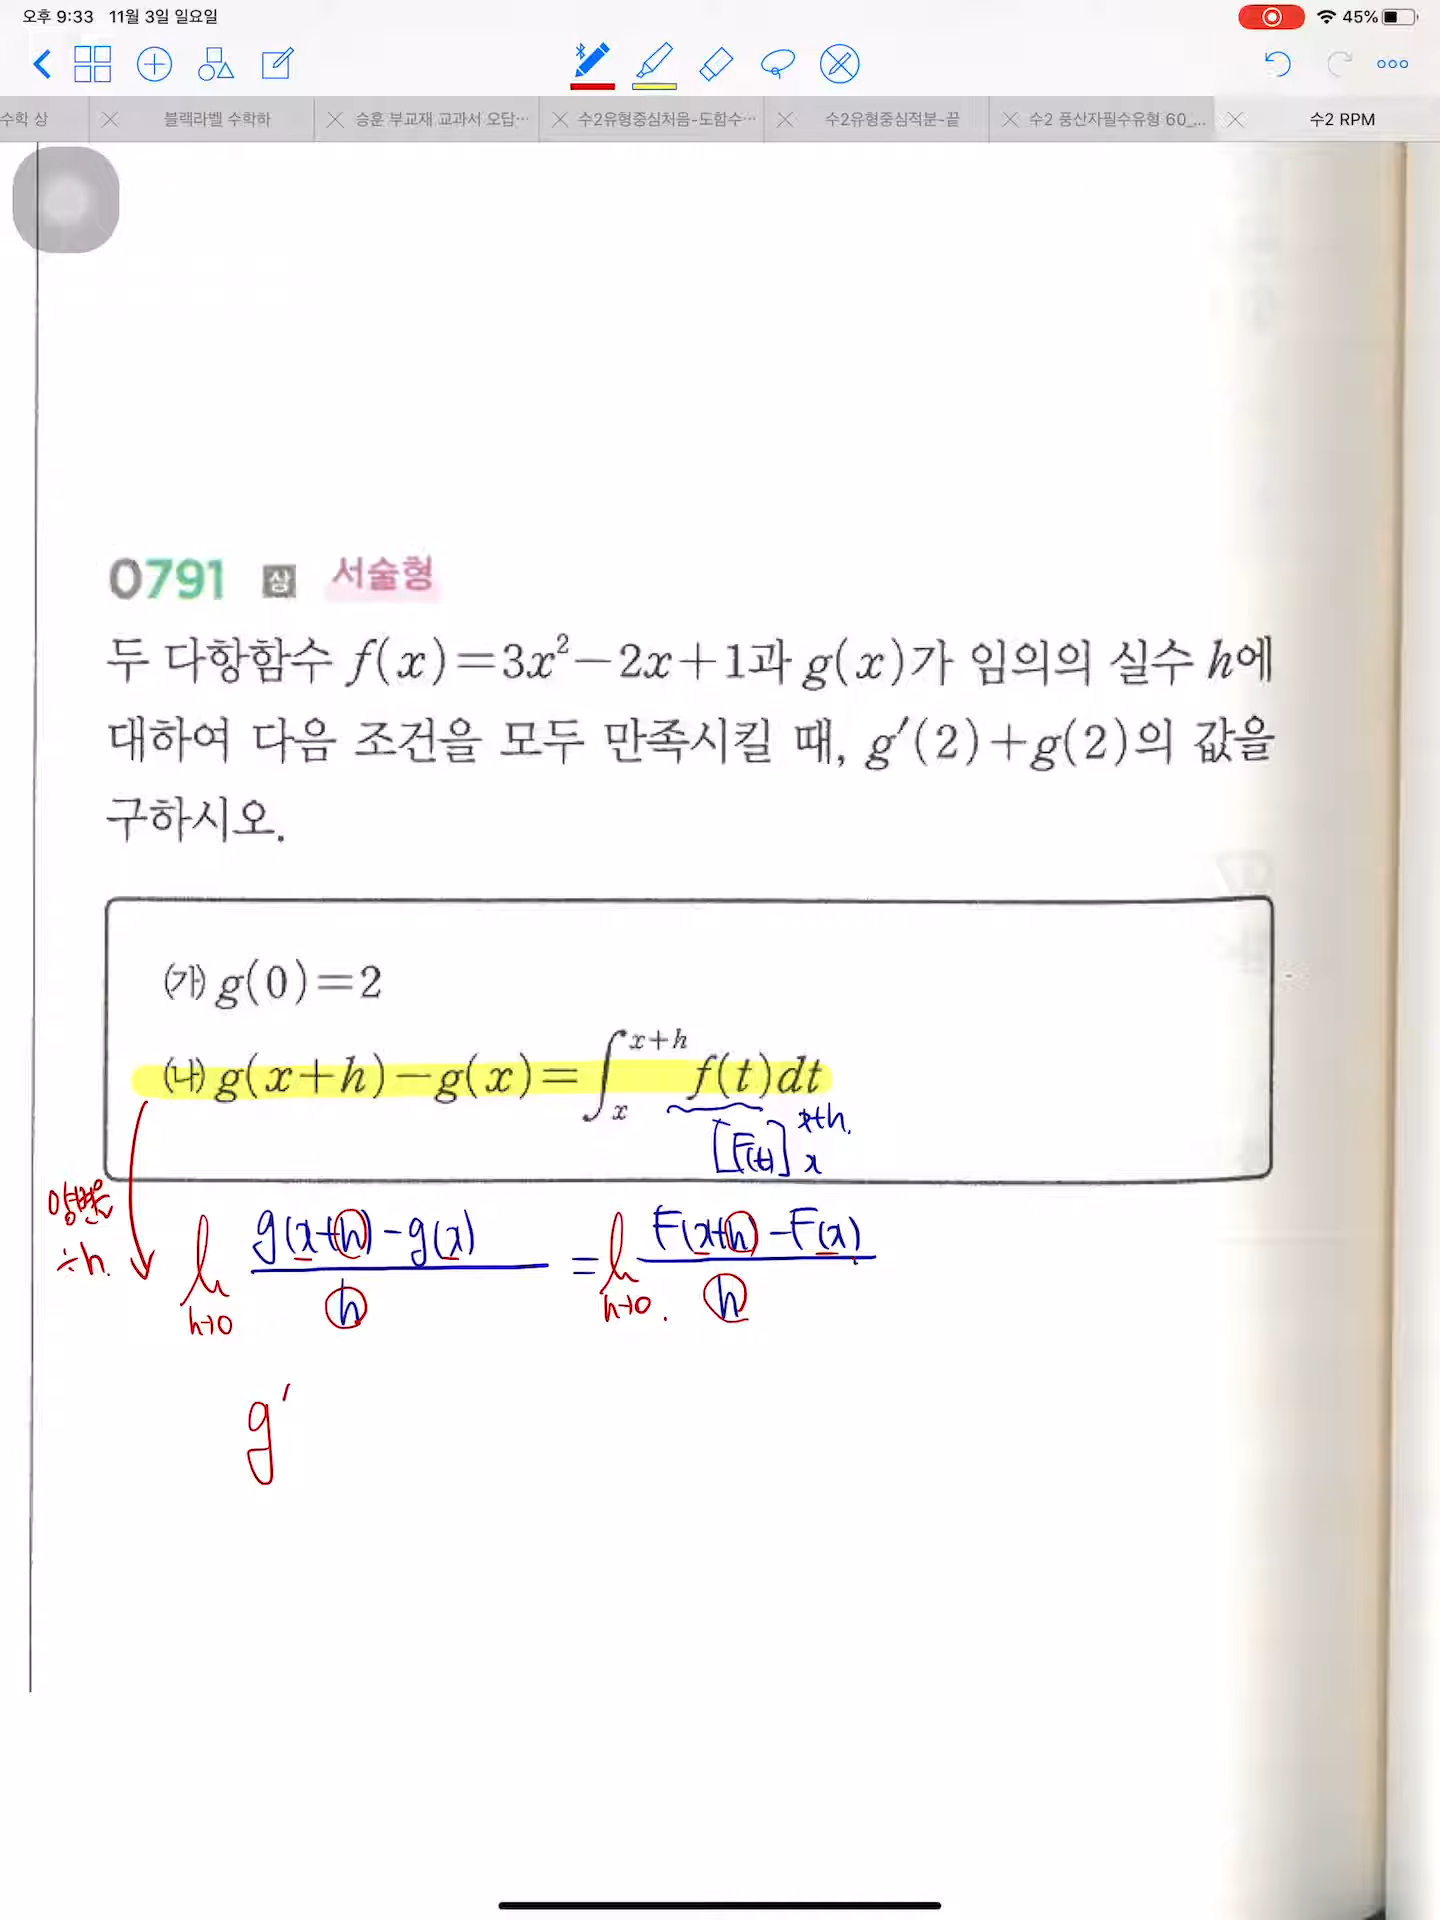 오후 9:33 11월 3일 일요일 45%
수학 상 블랙라벨 수학하 승훈 부교재 교과서 오답… 수2유형중심처음-도함수… 수2유형중심적분-끝 수2 풍산자필수유형 60_... 수2 RPM
0791 상 서술형
두 다항함수 f(x)=3x²-2x+1과 g(x)가 임의의 실수 h에
대하여 다음 조건을 모두 만족시킬 때, g′(2)+g(2)의 값을
구하시오.
㈎ g(0)=2
㈏ g(x+h)-g(x)=∫ₓˣ⁺ʰ f(t)dt
[F(t)]ₓˣ⁺ʰ
양변을 ÷h.
lim h→0 (g(x+h)-g(x))/h = lim h→0. (F(x+h)-F(x))/h
g′